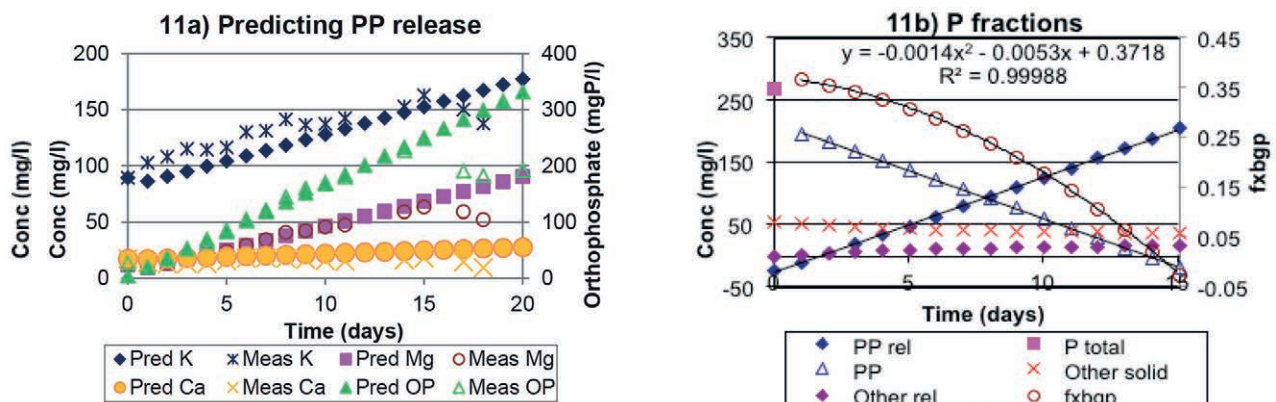 11a) Predicting PP release
200
150
100
50
0
400
300
200
100
0
0
5
10
15
20
Conc (mg/l)
Conc (mg/l)
Orthophosphate (mgP/l)
Time (days)
Pred K
Meas K
Pred Mg
Meas Mg
Pred Ca
Meas Ca
Pred OP
Meas OP
11b) P fractions
y = -0.0014x² - 0.0053x + 0.3718
R² = 0.99988
350
250
150
50
-50
0.45
0.35
0.25
0.15
0.05
-0.05
0
5
10
15
Conc (mg/l)
fxbgp
Time (days)
PP rel
P total
PP
Other solid
Other rel
fxbgp